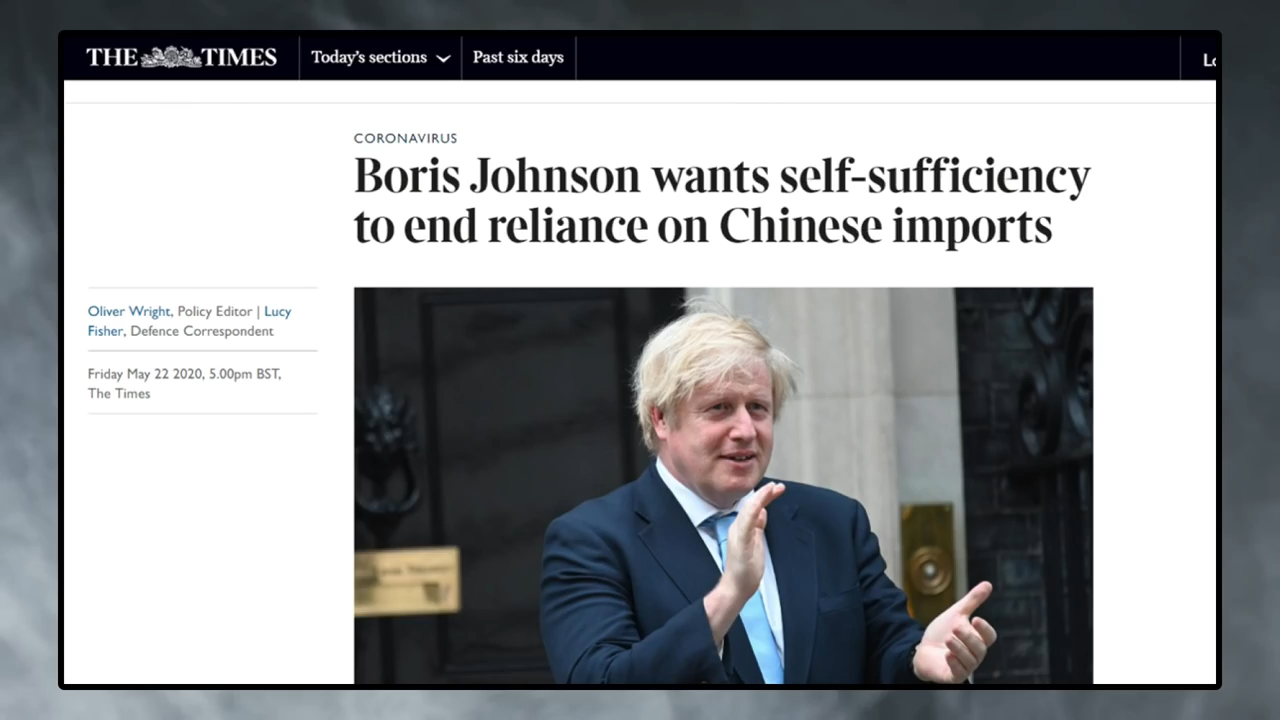 THE TIMES
Today's sections
Past six days
CORONAVIRUS
Boris Johnson wants self-sufficiency
to end reliance on Chinese imports
Oliver Wright, Policy Editor | Lucy
Fisher, Defence Correspondent
Friday May 22 2020, 5.00pm BST,
The Times